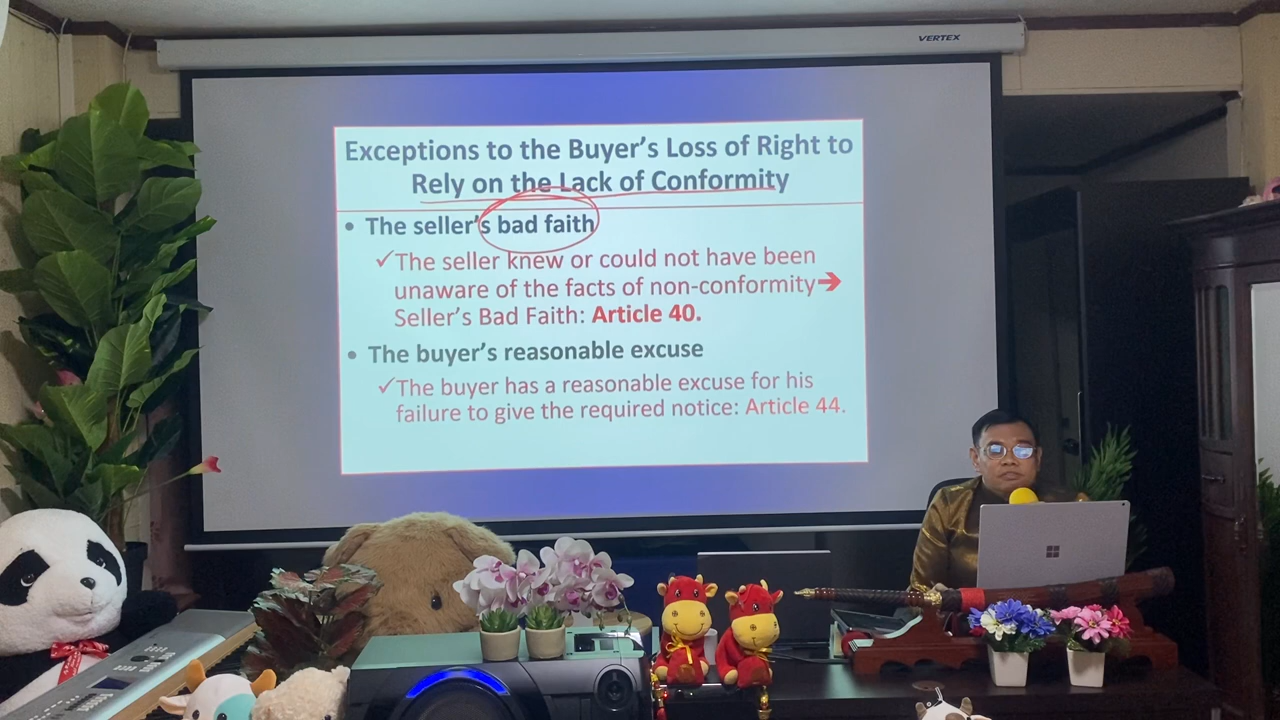 VERTEX
Exceptions to the Buyer's Loss of Right to
Rely on the Lack of Conformity
• The seller's bad faith
✓The seller knew or could not have been
unaware of the facts of non-conformity➔
Seller's Bad Faith: Article 40.
• The buyer's reasonable excuse
✓The buyer has a reasonable excuse for his
failure to give the required notice: Article 44.